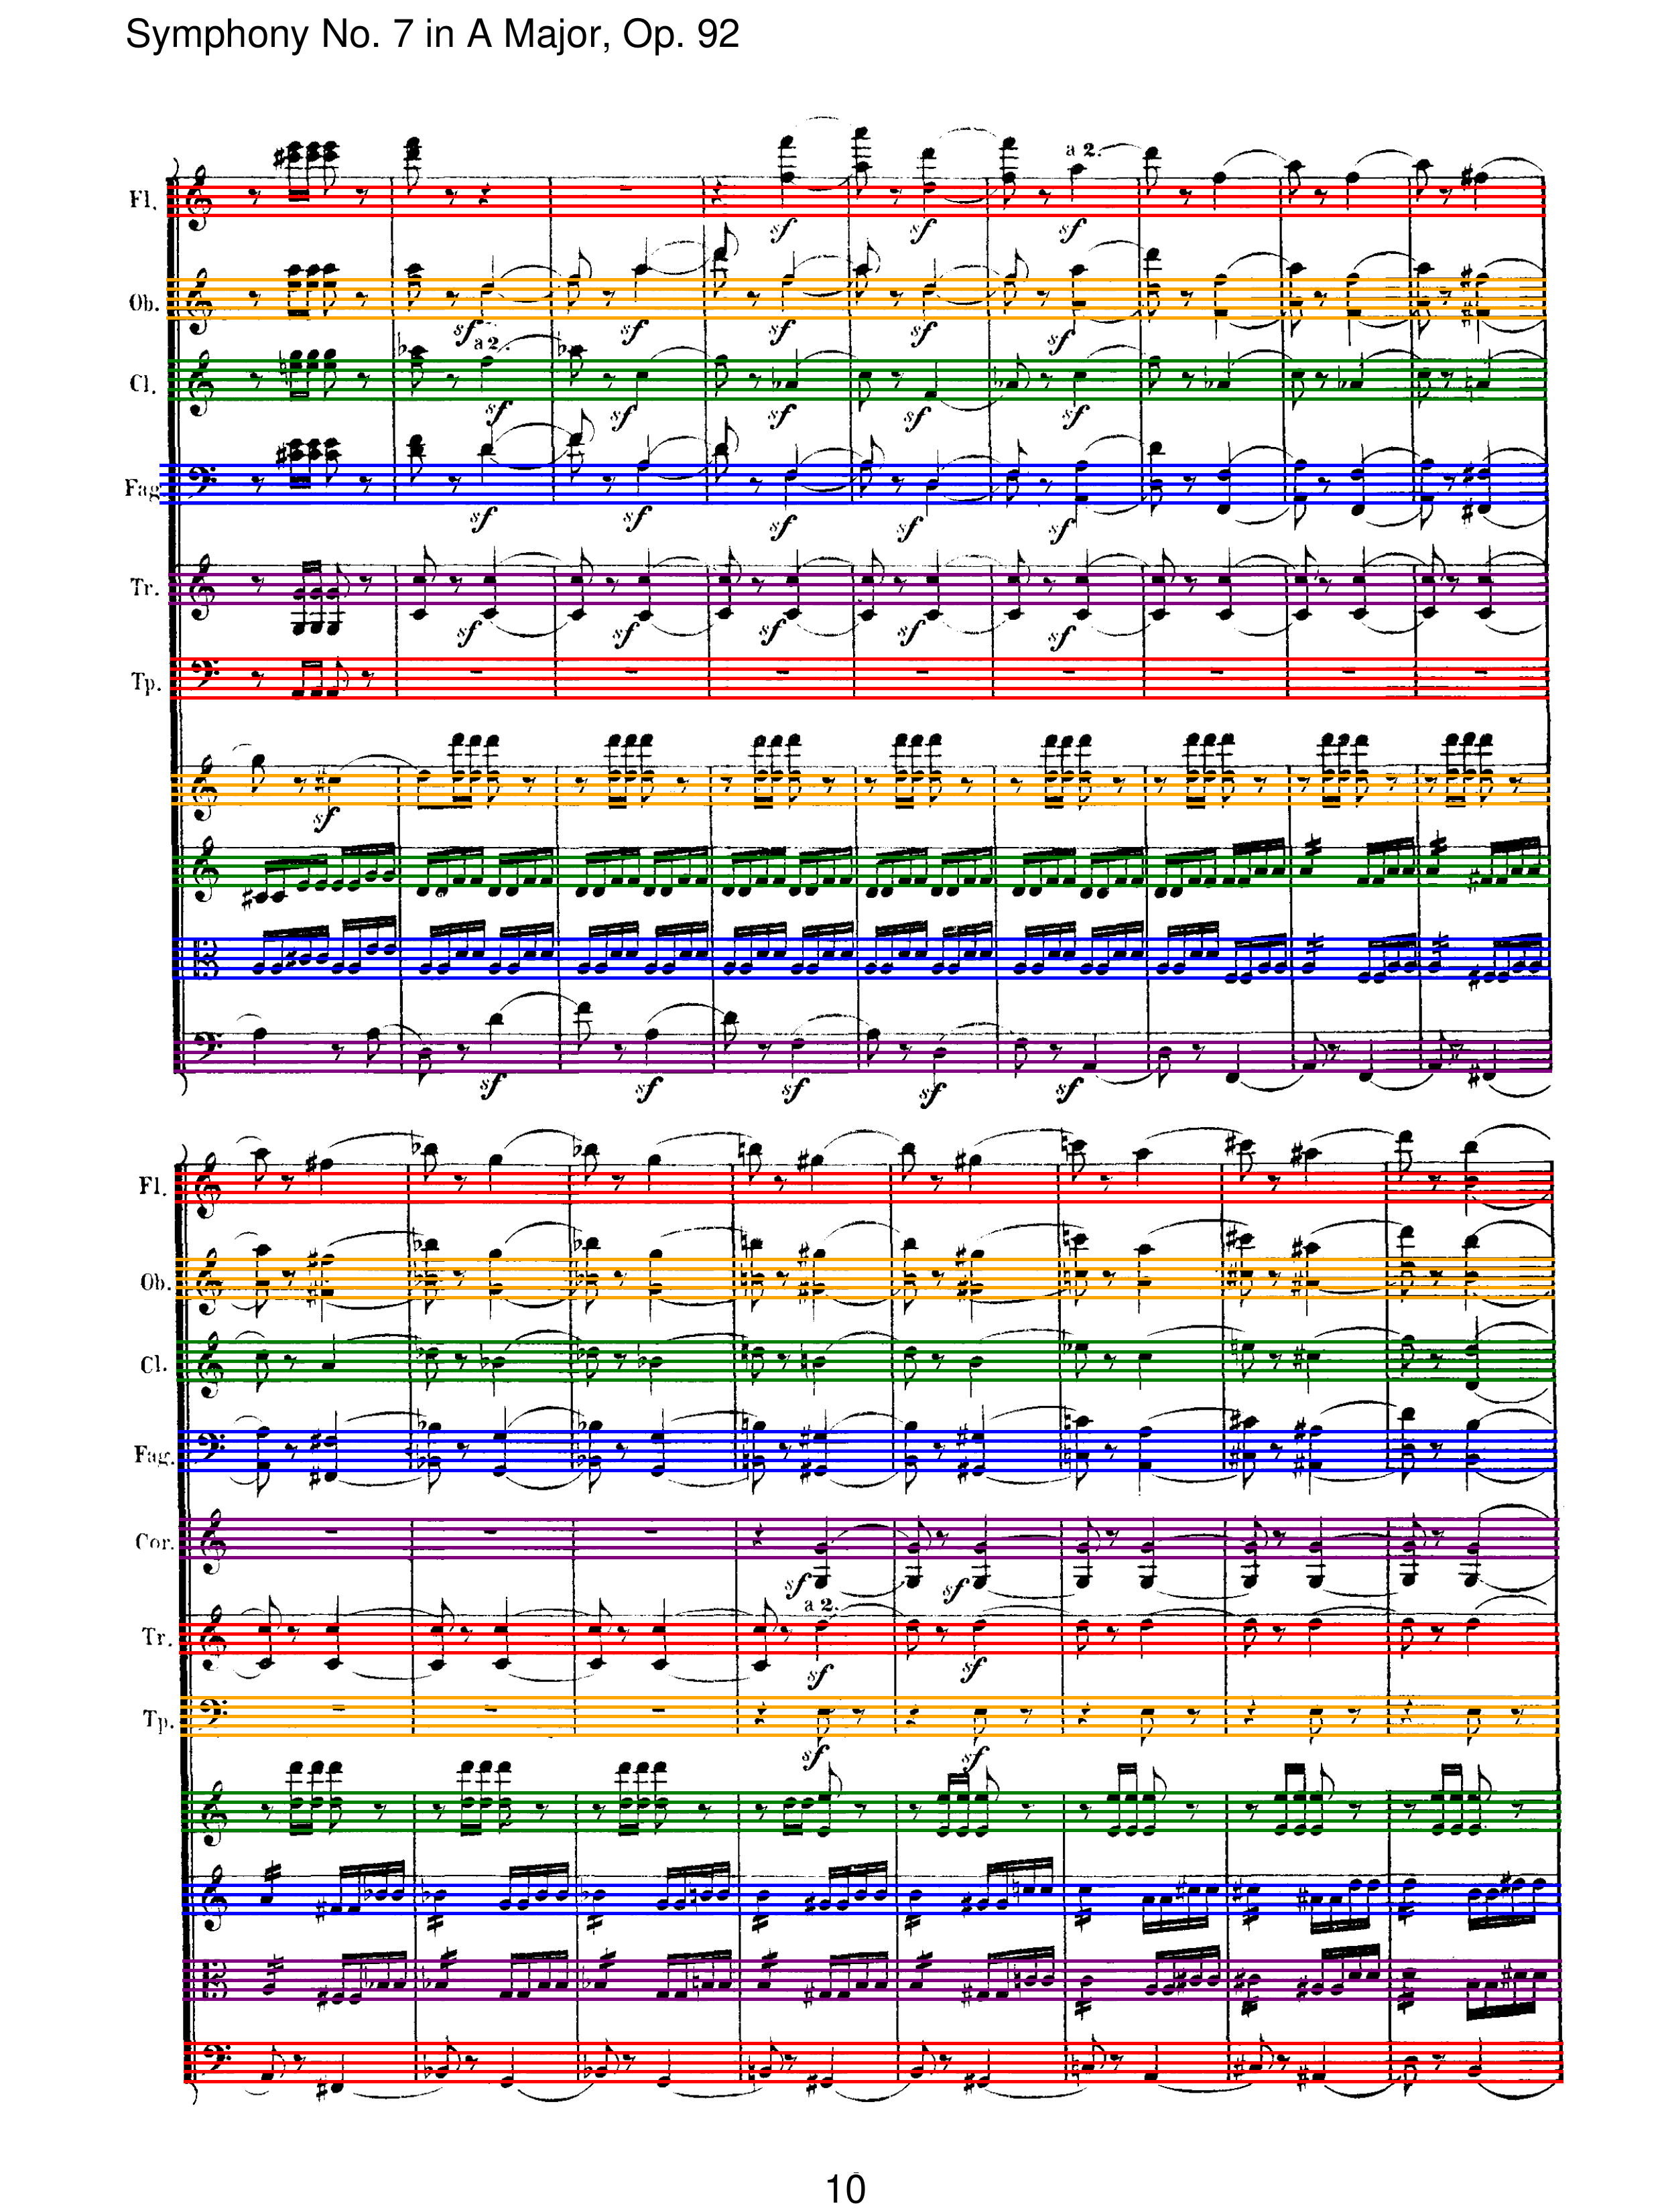 Symphony No. 7 in A Major, Op. 92
a 2.
Fl.
sf sf sf
Ob.
sf sf sf sf sf
a 2.
Cl.
sf sf sf sf sf
Fag
sf sf sf sf sf
Tr.
sf sf sf sf sf
Tp.
sf
sf sf sf sf sf
Fl.
Ob.
Cl.
Fag.
Cor.
sf sf
a 2.
Tr.
sf sf
Tp.
sf sf
10